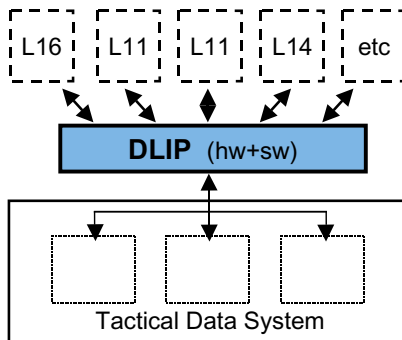 L16 L11 L11 L14 etc
DLIP (hw+sw)
Tactical Data System